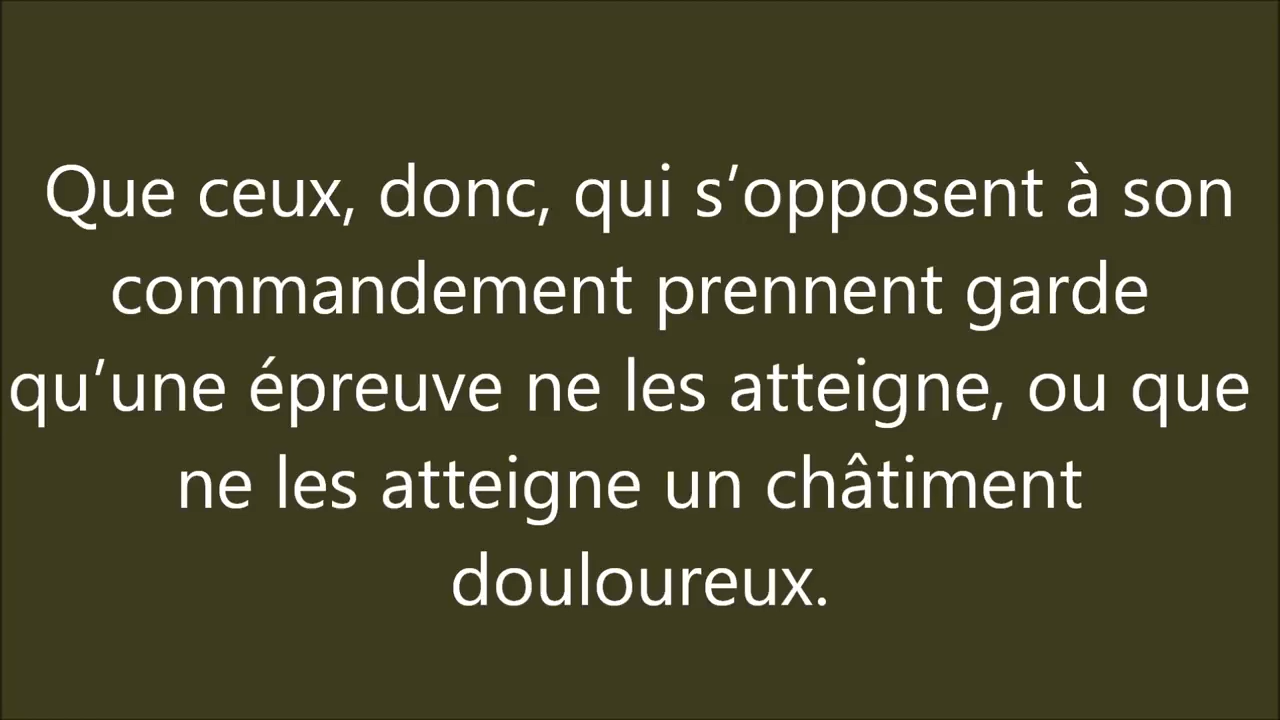 Que ceux, donc, qui s’opposent à son
commandement prennent garde
qu’une épreuve ne les atteigne, ou que
ne les atteigne un châtiment
douloureux.